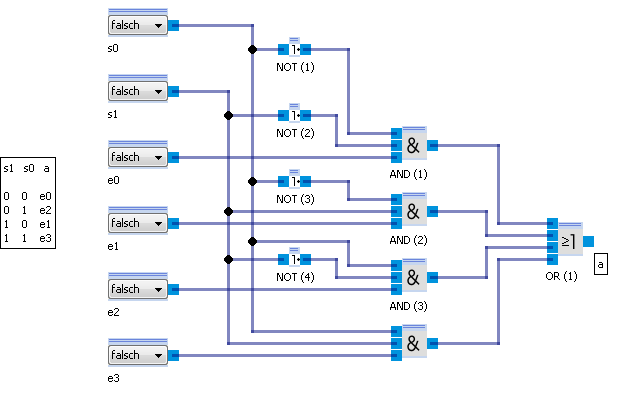 falsch
s0
falsch
s1
falsch
e0
falsch
e1
falsch
e2
falsch
e3
s1 s0 a
0 0 e0
0 1 e2
1 0 e1
1 1 e3
1
NOT (1)
1
NOT (2)
1
NOT (3)
1
NOT (4)
&
AND (1)
&
AND (2)
&
AND (3)
&
≥1
OR (1)
a